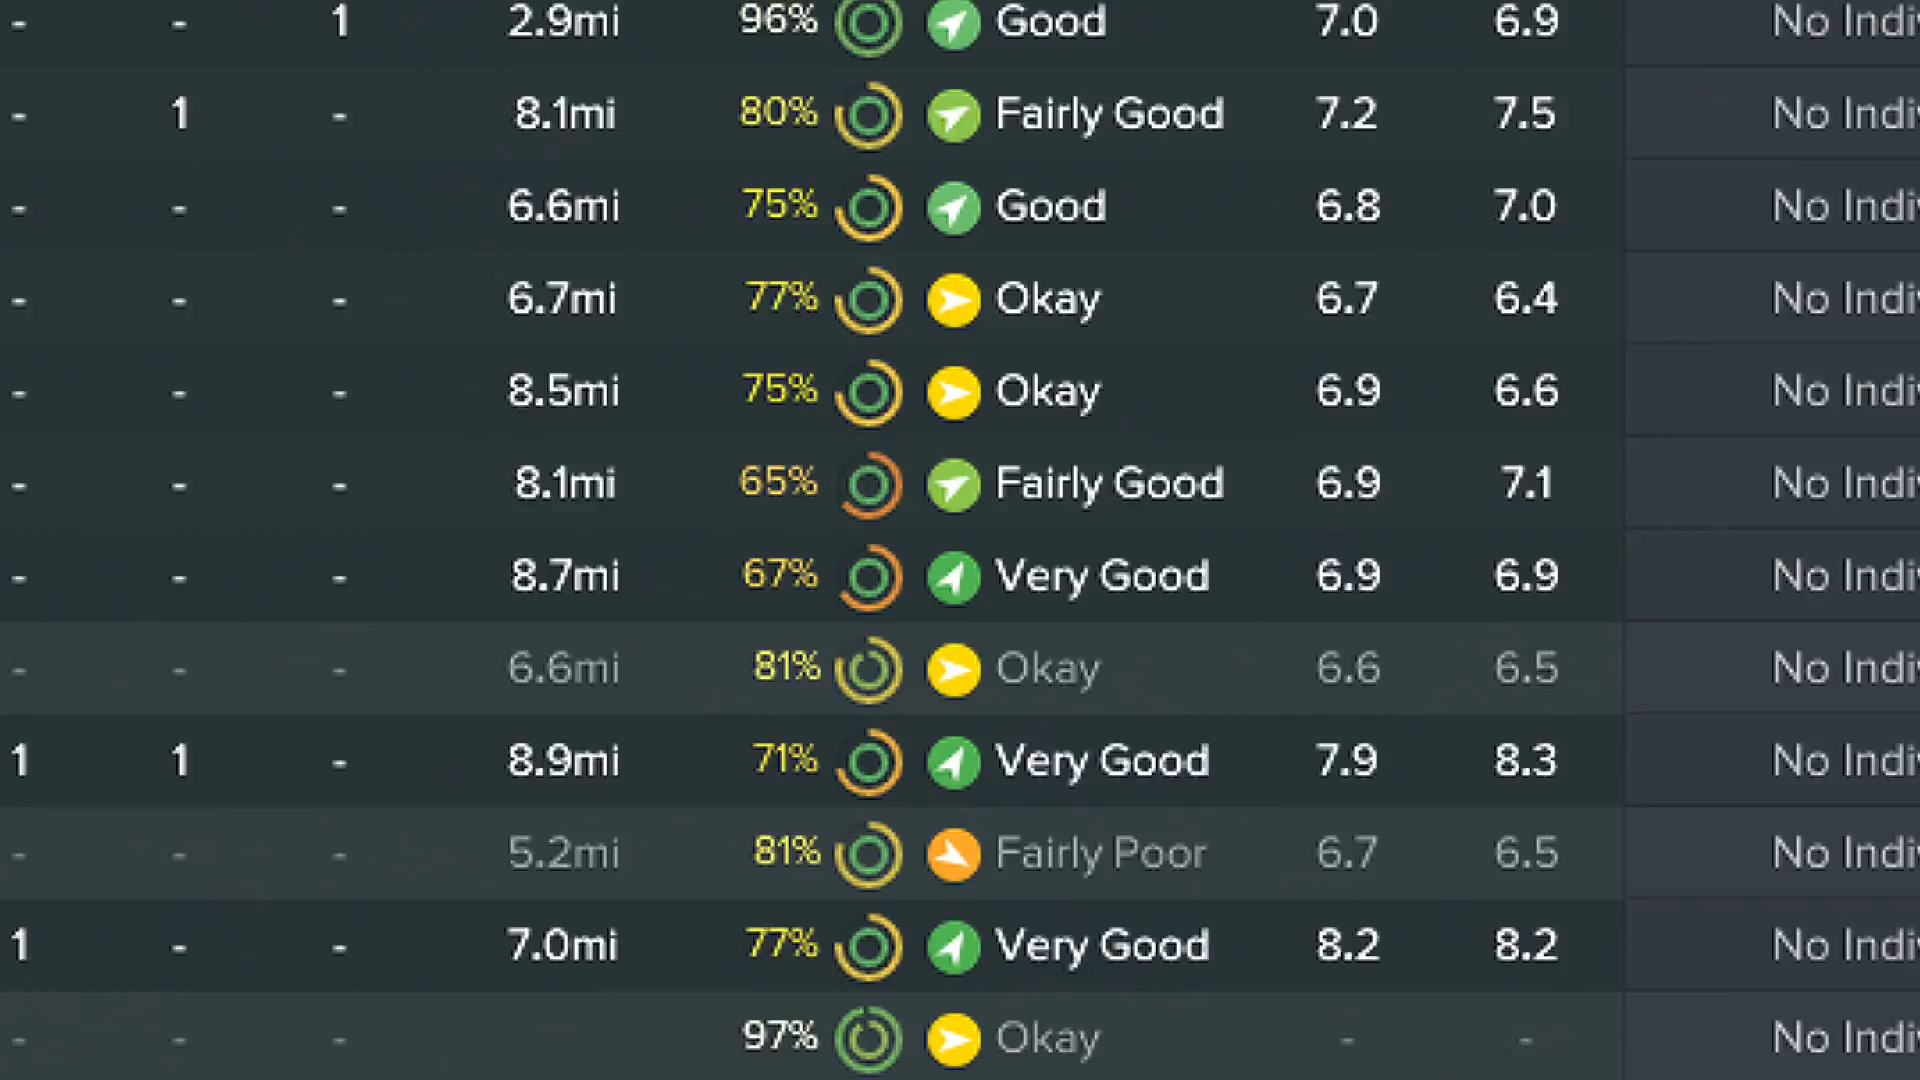 - - 1 2.9mi 96% Good 7.0 6.9 No Indi
- 1 - 8.1mi 80% Fairly Good 7.2 7.5 No Indi
- - - 6.6mi 75% Good 6.8 7.0 No Indi
- - - 6.7mi 77% Okay 6.7 6.4 No Indi
- - - 8.5mi 75% Okay 6.9 6.6 No Indi
- - - 8.1mi 65% Fairly Good 6.9 7.1 No Indi
- - - 8.7mi 67% Very Good 6.9 6.9 No Indi
- - - 6.6mi 81% Okay 6.6 6.5 No Indi
1 1 - 8.9mi 71% Very Good 7.9 8.3 No Indi
- - - 5.2mi 81% Fairly Poor 6.7 6.5 No Indi
1 - - 7.0mi 77% Very Good 8.2 8.2 No Indi
- - - 97% Okay - - No Indi